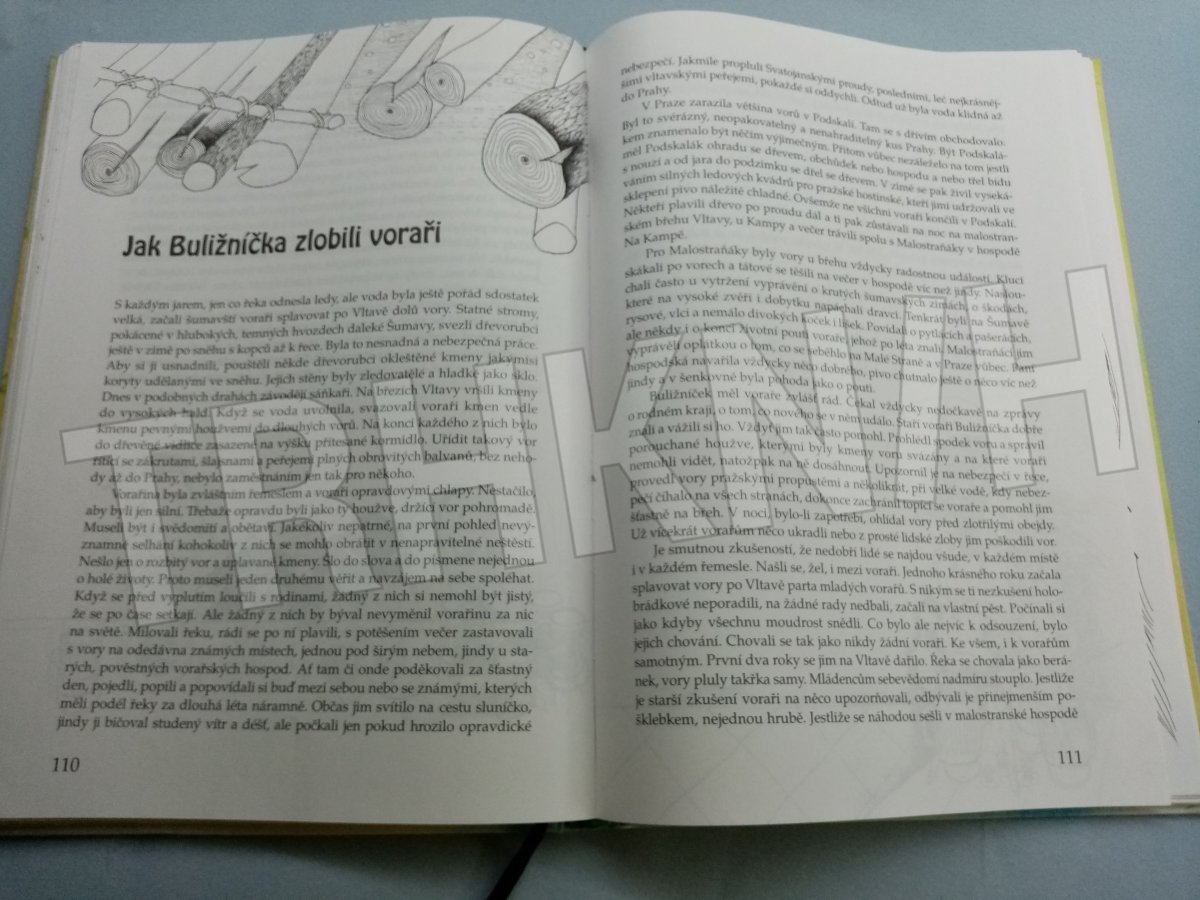 Jak Buližníčka zlobili voraři
S každým jarem, jen co řeka odnesla ledy, ale voda byla ještě pořád sdostatek
velká, začali šumavští voraři splavovat po Vltavě dolů vory. Statné stromy,
pokácené v hlubokých, temných hvozdech daleké Šumavy, svezli dřevorubci
ještě v zimě po sněhu s kopců až k řece. Byla to nesnadná a nebezpečná práce.
Aby si ji usnadnili, pouštěli někde dřevorubci okleštěné kmeny jakýmisi
koryty udělanými ve sněhu. Jejich stěny byly zledovatělé a hladké jako sklo.
Dnes v podobných drahách závodějí sáňkaři. Na březích Vltavy vršili kmeny
do vysokých hald. Když se voda uvolnila, svazovali voraři kmen vedle
kmenu pevnými houžvemi do dlouhých vorů. Na konci každého z nich bylo
do dřevěné vidlice zasazené na výšku přitesané kormidlo. Uřídit takový vor
řítící se zákrutami, šlajsnami a peřejemi plných obrovitých balvanů, bez neho-
dy až do Prahy, nebylo zaměstnáním jen tak pro někoho.
Vorařina byla zvláštním řemeslem a voraři opravdovými chlapy. Nestačilo,
aby byli jen silní. Třebaže opravdu byli jako ty houžve, držící vor pohromadě.
Museli být i svědomití a obětaví. Jakékoliv nepatrné, na první pohled nevý-
znamné selhání kohokoliv z nich se mohlo obrátit v nenapravitelné neštěstí.
Nešlo jen o rozbitý vor a uplavané kmeny. Šlo do slova a do písmene nejednou
o holé životy. Proto museli jeden druhému věřit a navzájem na sebe spoléhat.
Když se před vyplutím loučili s rodinami, žádný z nich si nemohl být jistý,
že se po čase setkají. Ale žádný z nich by býval nevyměnil vorařinu za nic
na světě. Milovali řeku, rádi se po ní plavili, s potěšením večer zastavovali
s vory na odedávna známých místech, jednou pod širým nebem, jindy u sta-
rých, pověstných vorařských hospod. Ať tam či onde poděkovali za šťastný
den, pojedli, popili a popovídali si buď mezi sebou nebo se známými, kterých
měli podél řeky za dlouhá léta náramně. Občas jim svítilo na cestu sluníčko,
jindy ji bičoval studený vítr a déšť, ale počkali jen pokud hrozilo opravdické
110
nebezpečí. Jakmile propluli Svatojanskými proudy, posledními, leč nejkrásněj-
šími vltavskými peřejemi, pokaždé si oddychli. Odtud už byla voda klidná až
do Prahy.
V Praze zarazila většina vorů v Podskalí. Tam se s dřívím obchodovalo.
Byl to svérázný, neopakovatelný a nenahraditelný kus Prahy. Být Podskalá-
kem znamenalo být něčím výjimečným. Přitom vůbec nezáleželo na tom jestli
měl Podskalák ohradu se dřevem, obchůdek nebo hospodu a nebo třel bídu
s nouzí a od jara do podzimku se dřel se dřevem. V zimě se pak živil vyseká-
váním silných ledových kvádrů pro pražské hostinské, kteří jimi udržovali ve
sklepení pivo náležitě chladné. Ovšemže ne všichni voraři končili v Podskalí.
Někteří plavili dřevo po proudu dál a ti pak zůstávali na noc na malostran-
ském břehu Vltavy, u Kampy a večer trávili spolu s Malostraňáky v hospodě
Na Kampě.
Pro Malostraňáky byly vory u břehu vždycky radostnou událostí. Kluci
skákali po vorech a tátové se těšili na večer v hospodě víc než jindy. Naslou-
chali často u vytržení vyprávění o krutých šumavských zimách, o škodách,
které na vysoké zvěři i dobytku napáchali dravci. Tenkrát byli na Šumavě
rysové, vlci a nemálo divokých koček i lišek. Povídali o pytlácích a pašerácích,
ale někdy i o konci životní pouti voraře jehož po léta znali. Malostraňáci jim
vyprávěli oplátkou o tom, co se seběhlo na Malé Straně a v Praze vůbec. Paní
hospodská navařila vždycky něco dobrého, pivo chutnalo ještě o něco víc než
jindy a v šenkovně byla pohoda jako o pouti.
Buližníček měl voraře zvlášť rád. Čekal vždycky nedočkavě na zprávy
o rodném kraji, o tom, co nového se v něm událo. Staří voraři Buližníčka dobře
znali a vážili si ho. Vždyť jim tak často pomohl. Prohlédl spodek voru a spravil
porouchané houžve, kterými byly kmeny voru svázány a na které voraři
nemohli vidět, natožpak na ně dosáhnout. Upozornil je na nebezpečí v řece,
provedl vory pražskými propustěmi a několikrát, při velké vodě, kdy nebez-
pečí číhalo na všech stranách, dokonce zachránil topící se voraře a pomohl jim
šťastně na břeh. V noci, bylo-li zapotřebí, ohlídal vory před zlotřilými obejdy.
Už vícekrát vorařům něco ukradli nebo z prosté lidské zloby jim poškodili vor.
Je smutnou zkušeností, že nedobří lidé se najdou všude, v každém místě
i v každém řemesle. Našli se, žel, i mezi voraři. Jednoho krásného roku začala
splavovat vory po Vltavě parta mladých vorařů. S nikým se ti nezkušení holo-
brádkové neporadili, na žádné rady nedbali, začali na vlastní pěst. Počínali si
jako kdyby všechnu moudrost snědli. Co bylo ale nejvíc k odsouzení, bylo
jejich chování. Chovali se tak jako nikdy žádní voraři. Ke všem, i k vorařům
samotným. První dva roky se jim na Vltavě dařilo. Řeka se chovala jako berá-
nek, vory pluly takřka samy. Mládencům sebevědomí nadmíru stouplo. Jestliže
je starší zkušení voraři na něco upozorňovali, odbývali je přinejmenším po-
šklebkem, nejednou hrubě. Jestliže se náhodou sešli v malostranské hospodě
111